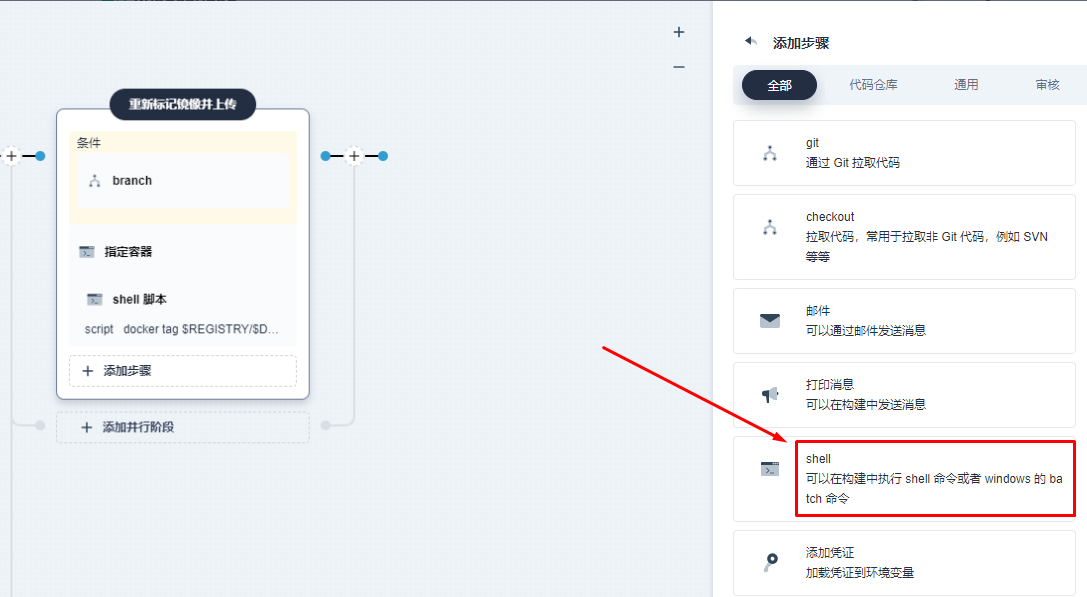 重新标记镜像并上传
条件
branch
指定容器
shell 脚本
script docker tag $REGISTRY/$D...
添加步骤
添加并行阶段
添加步骤
全部 代码仓库 通用 审核
git
通过 Git 拉取代码
checkout
拉取代码，常用于拉取非 Git 代码，例如 SVN
等等
邮件
可以通过邮件发送消息
打印消息
可以在构建中发送消息
shell
可以在构建中执行 shell 命令或者 windows 的 ba
tch 命令
添加凭证
加载凭证到环境变量